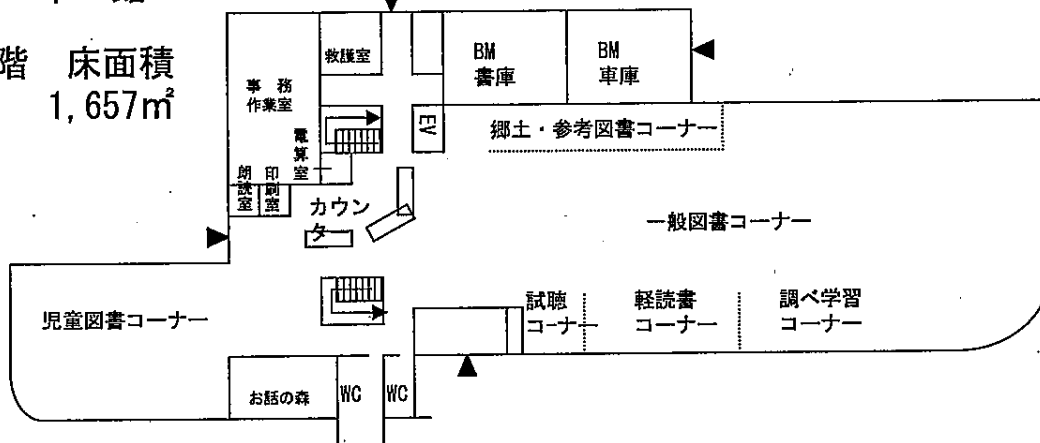 階 床面積
1,657㎡
救護室
BM
書庫
BM
車庫
事 務
作業室
EV
郷土・参考図書コーナー
電算室
朗読室
印刷室
カウン
ター
一般図書コーナー
児童図書コーナー
試聴
コーナー
軽読書
コーナー
調べ学習
コーナー
お話の森
WC
WC